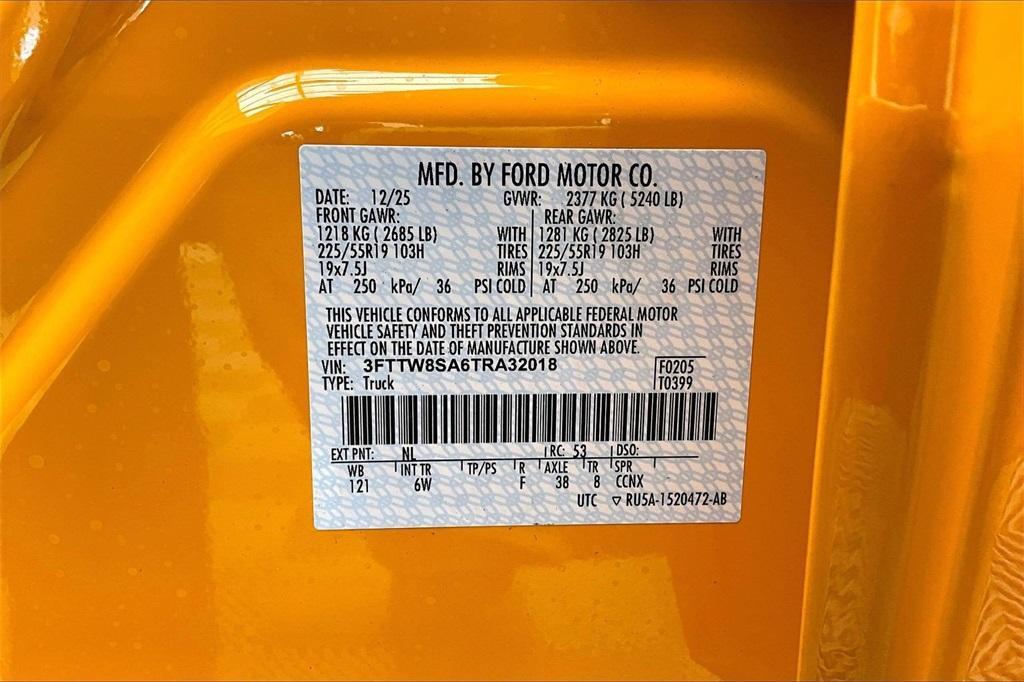 MFD. BY FORD MOTOR CO.
DATE: 12/25 GVWR: 2377 KG ( 5240 LB)
FRONT GAWR: REAR GAWR:
1218 KG ( 2685 LB) WITH 1281 KG ( 2825 LB) WITH
225/55R19 103H TIRES 225/55R19 103H TIRES
19x7.5J RIMS 19x7.5J RIMS
AT 250 kPa/ 36 PSI COLD AT 250 kPa/ 36 PSI COLD
THIS VEHICLE CONFORMS TO ALL APPLICABLE FEDERAL MOTOR
VEHICLE SAFETY AND THEFT PREVENTION STANDARDS IN
EFFECT ON THE DATE OF MANUFACTURE SHOWN ABOVE.
VIN: 3FTTW8SA6TRA32018 F0205
TYPE: Truck T0399
EXT PNT: NL RC: 53 DSO:
WB INT TR TP/PS R AXLE TR SPR
121 6W F 38 8 CCNX
UTC ▽ RU5A-1520472-AB